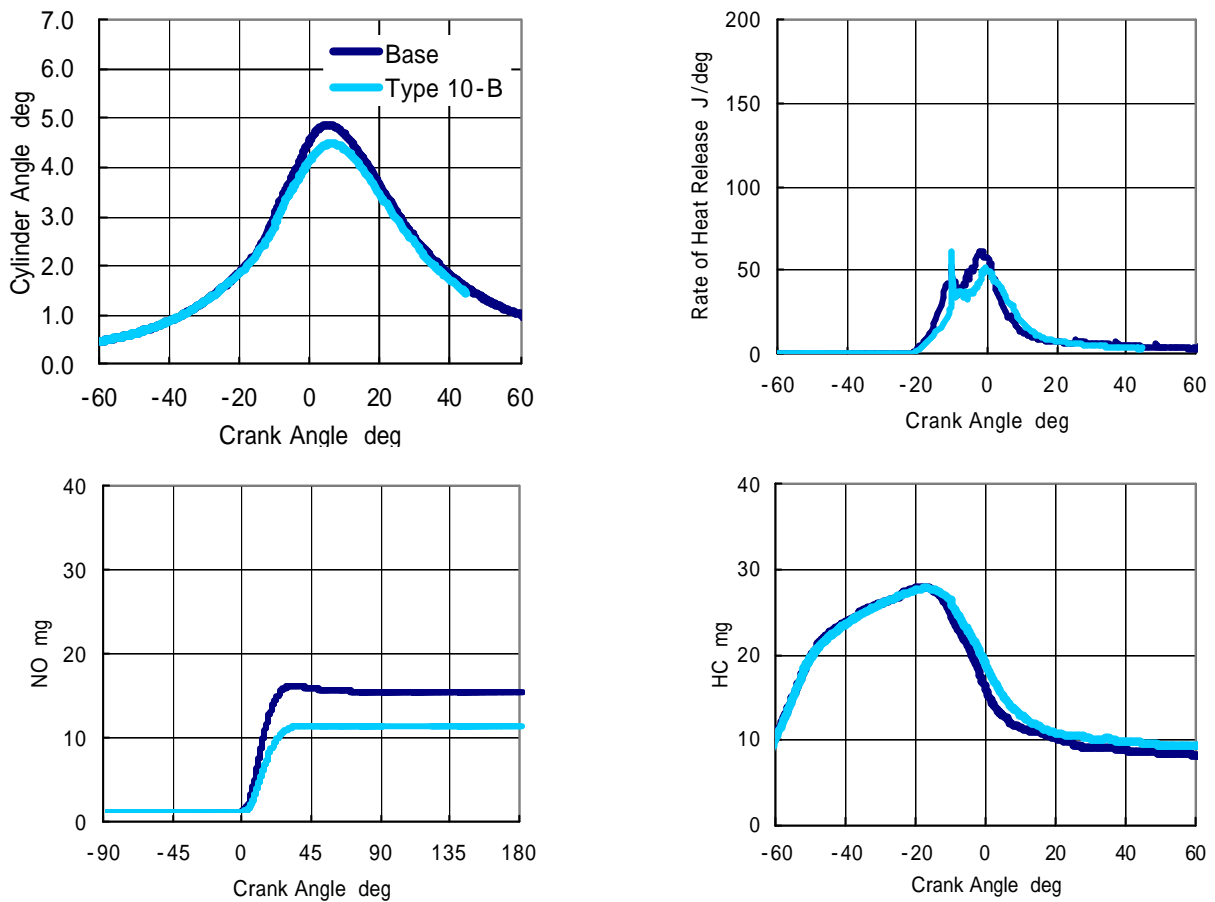 7.0
6.0
5.0
4.0
3.0
2.0
1.0
0.0
Cylinder Angle deg
Base
Type 10-B
-60 -40 -20 0 20 40 60
Crank Angle deg
200
150
100
50
0
Rate of Heat Release J/deg
-60 -40 -20 0 20 40 60
Crank Angle deg
40
30
20
10
0
NO mg
-90 -45 0 45 90 135 180
Crank Angle deg
40
30
20
10
0
HC mg
-60 -40 -20 0 20 40 60
Crank Angle deg